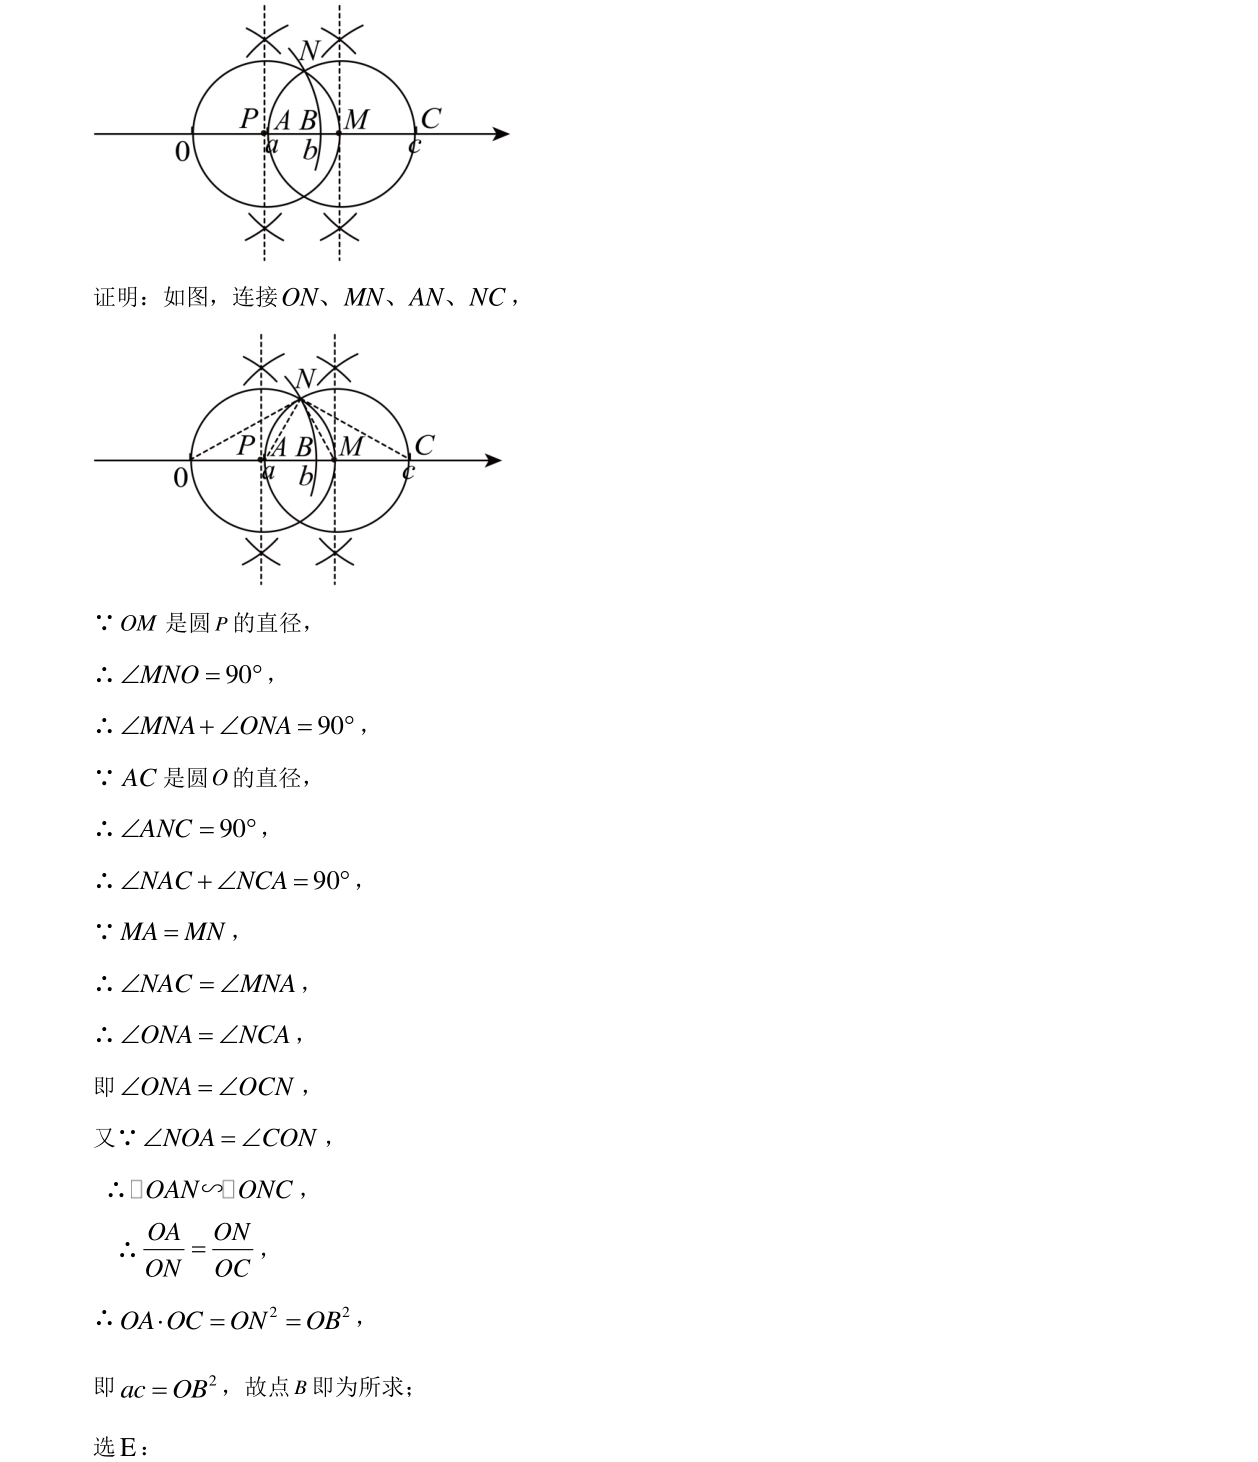 N
P A B M C
0 a b c
证明：如图，连接ON、MN、AN、NC，
N
P A B M C
0 a b c
∵OM 是圆P的直径，
∴∠MNO = 90°，
∴∠MNA + ∠ONA = 90°，
∵AC 是圆O的直径，
∴∠ANC = 90°，
∴∠NAC + ∠NCA = 90°，
∵MA = MN，
∴∠NAC = ∠MNA，
∴∠ONA = ∠NCA，
即∠ONA = ∠OCN，
又∵∠NOA = ∠CON，
∴□OAN∽□ONC，
∴OA/ON = ON/OC，
∴OA·OC = ON² = OB²，
即ac = OB²，故点B即为所求；
选E：